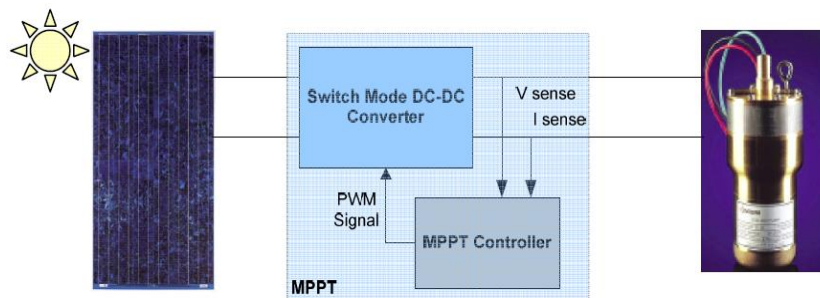 Switch Mode DC-DC
Converter
V sense
I sense
PWM
Signal
MPPT Controller
MPPT